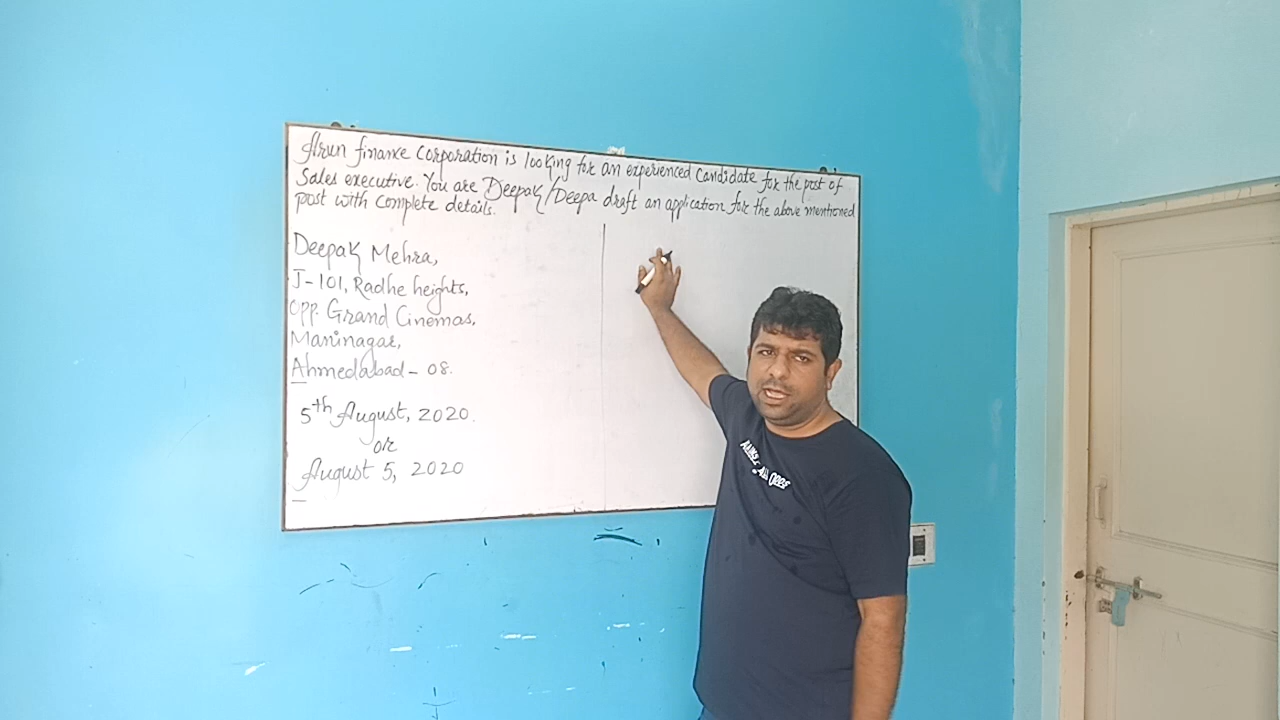 Arun finance Corporation is looking for an experienced Candidate for the post of
Sales executive. You are Deepak/Deepa draft an application for the above mentioned
post with complete details.
Deepak Mehra,
J-101, Radhe heights,
Opp. Grand Cinemas,
Maninagar,
Ahmedabad - 08.
5th August, 2020.
or
August 5, 2020